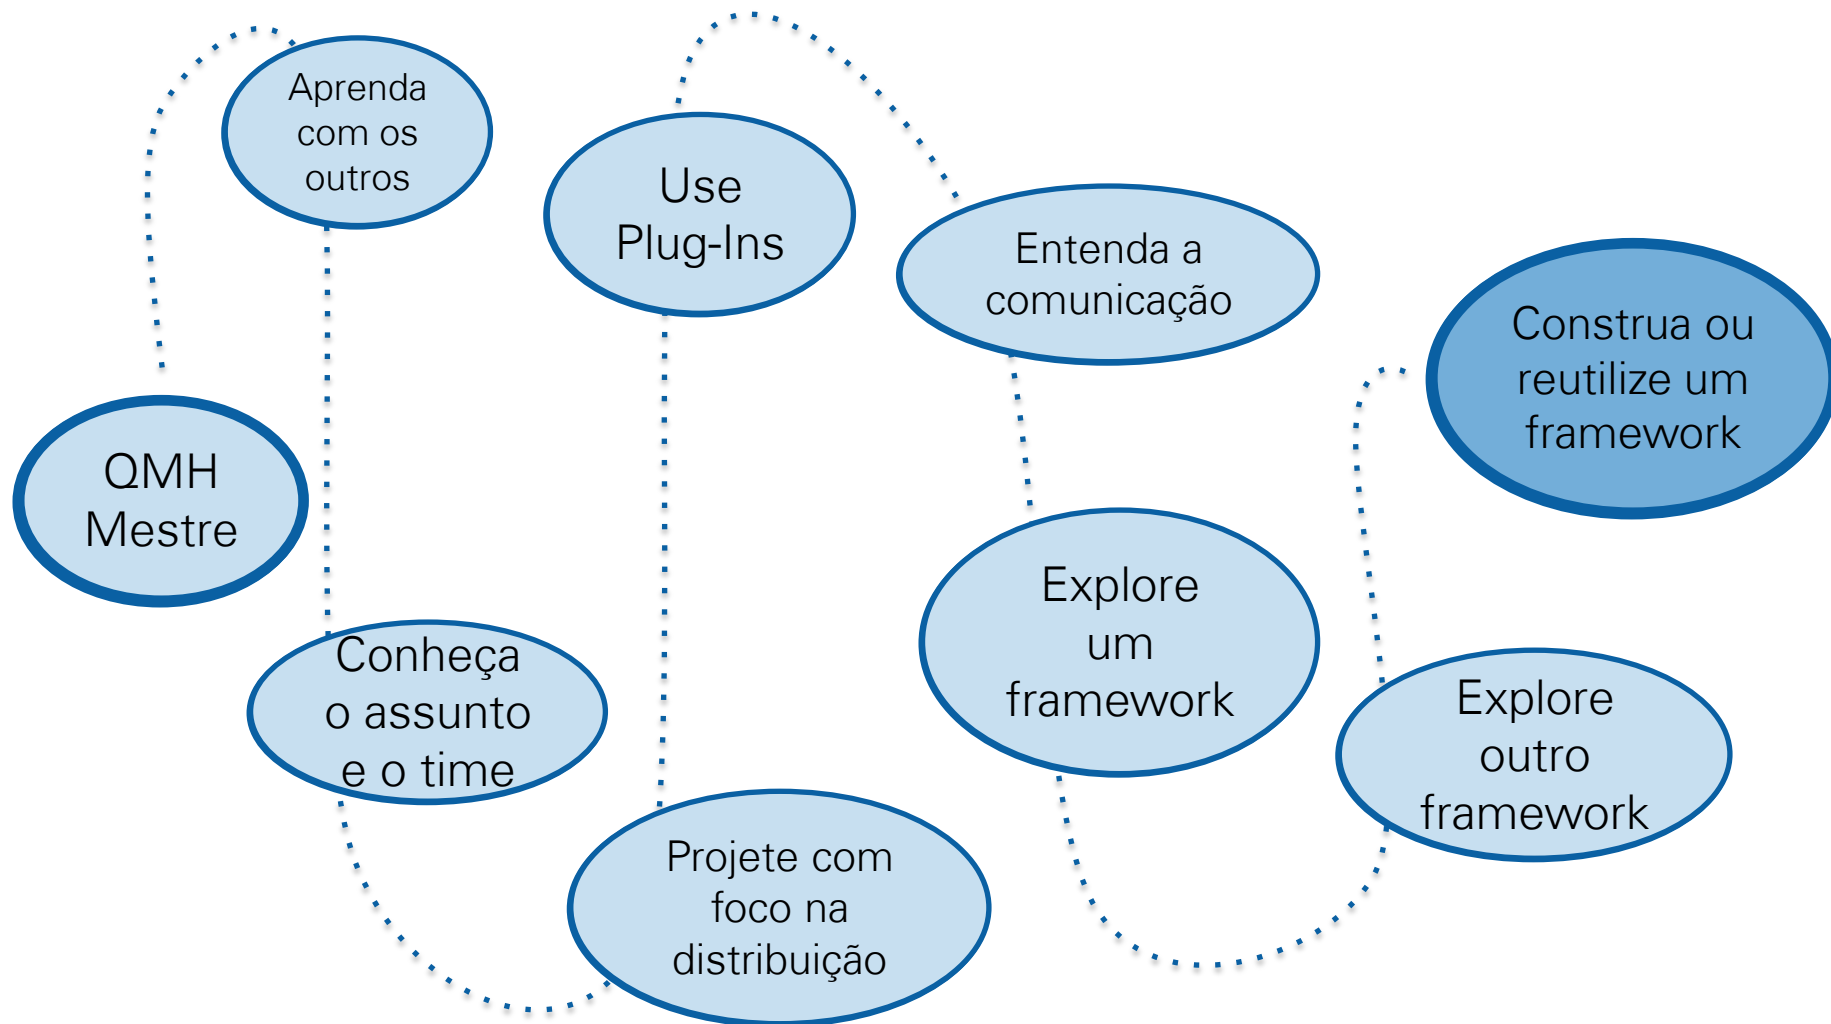 QMH
Mestre
Aprenda
com os
outros
Conheça
o assunto
e o time
Projete com
foco na
distribuição
Use
Plug-Ins
Entenda a
comunicação
Explore
um
framework
Explore
outro
framework
Construa ou
reutilize um
framework